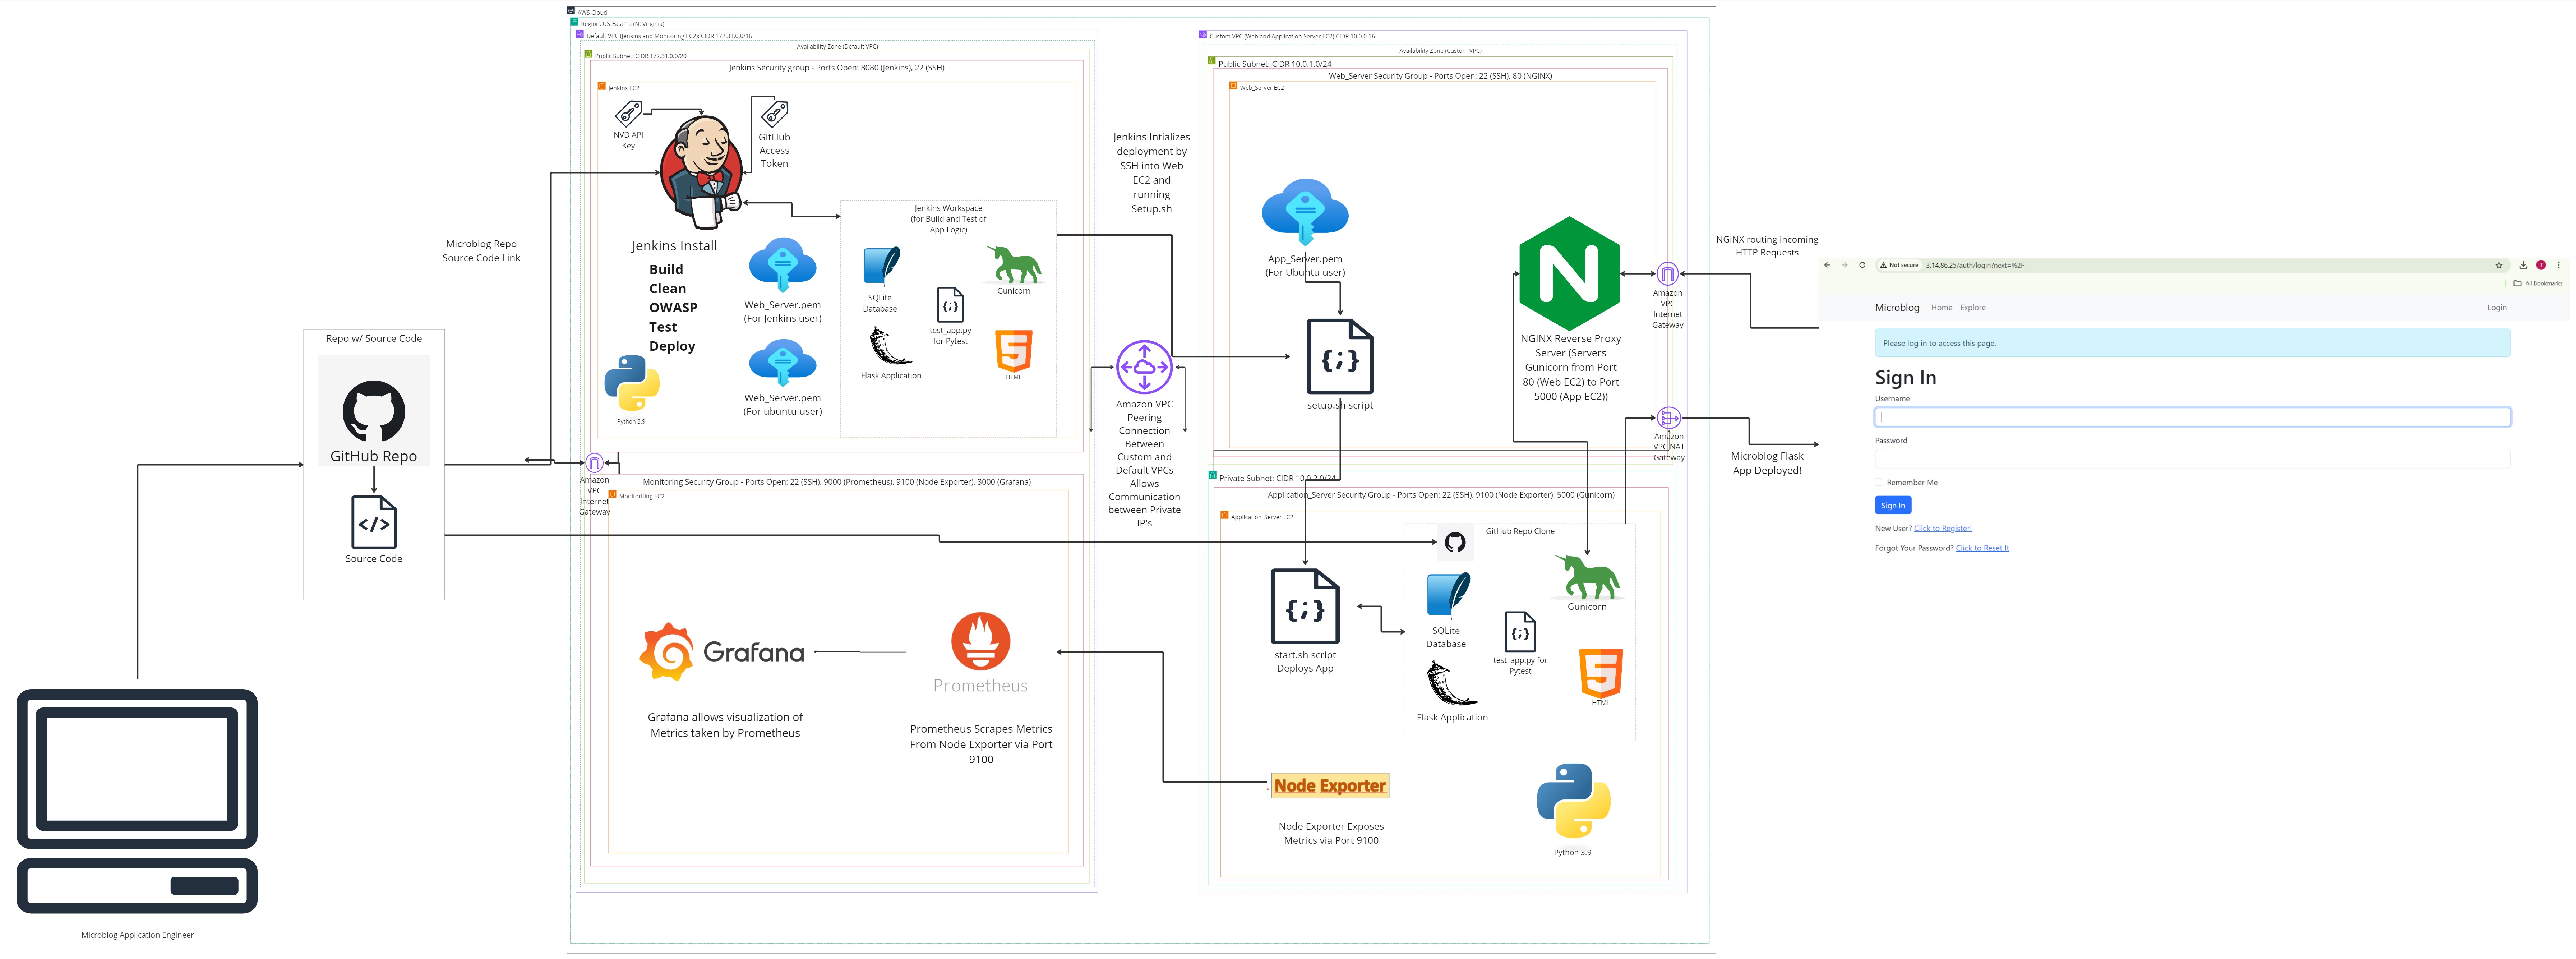 AWS Cloud
Region: US-East-1a (N. Virginia)
Default VPC (Jenkins and Monitoring EC2): CIDR 172.31.0.0/16
Availability Zone (Default VPC)
Public Subnet: CIDR 172.31.0.0/20
Jenkins Security group - Ports Open: 8080 (Jenkins), 22 (SSH)
Jenkins EC2
NVD API
Key
GitHub
Access
Token
Jenkins Install
Build
Clean
OWASP
Test
Deploy
Python 3.9
Web_Server.pem
(For Jenkins user)
Web_Server.pem
(For ubuntu user)
Jenkins Workspace
(for Build and Test of
App Logic)
SQLite
Database
Gunicorn
test_app.py
for Pytest
Flask Application
HTML
Microblog Repo
Source Code Link
Repo w/ Source Code
GitHub Repo
Source Code
Microblog Application Engineer
Amazon
VPC
Internet
Gateway
Monitoring Security Group - Ports Open: 22 (SSH), 9000 (Prometheus), 9100 (Node Exporter), 3000 (Grafana)
Monitoriting EC2
Grafana
Grafana allows visualization of
Metrics taken by Prometheus
Prometheus
Prometheus Scrapes Metrics
From Node Exporter via Port
9100
Jenkins Intializes
deployment by
SSH into Web
EC2 and
running
Setup.sh
Amazon VPC
Peering
Connection
Between
Custom and
Default VPCs
Allows
Communication
between Private
IP's
Custom VPC (Web and Application Server EC2) CIDR 10.0.0.16
Availability Zone (Custom VPC)
Public Subnet: CIDR 10.0.1.0/24
Web_Server Security Group - Ports Open: 22 (SSH), 80 (NGINX)
Web_Server EC2
App_Server.pem
(For Ubuntu user)
setup.sh script
N
NGINX Reverse Proxy
Server (Servers
Gunicorn from Port
80 (Web EC2) to Port
5000 (App EC2))
Amazon
VPC
Internet
Gateway
Amazon
VPC NAT
Gateway
Private Subnet: CIDR 10.0.2.0/24
Application_Server Security Group - Ports Open: 22 (SSH), 9100 (Node Exporter), 5000 (Gunicorn)
Application_Server EC2
GitHub Repo Clone
start.sh script
Deploys App
SQLite
Database
Gunicorn
test_app.py for
Pytest
Flask Application
HTML
Node Exporter
Node Exporter Exposes
Metrics via Port 9100
Python 3.9
NGINX routing incoming
HTTP Requests
Microblog Flask
App Deployed!
Not secure 3.14.86.25/auth/login?next=%2F
T
All Bookmarks
Microblog Home Explore Login
Please log in to access this page.
Sign In
Username
Password
Remember Me
Sign In
New User? Click to Register!
Forgot Your Password? Click to Reset It